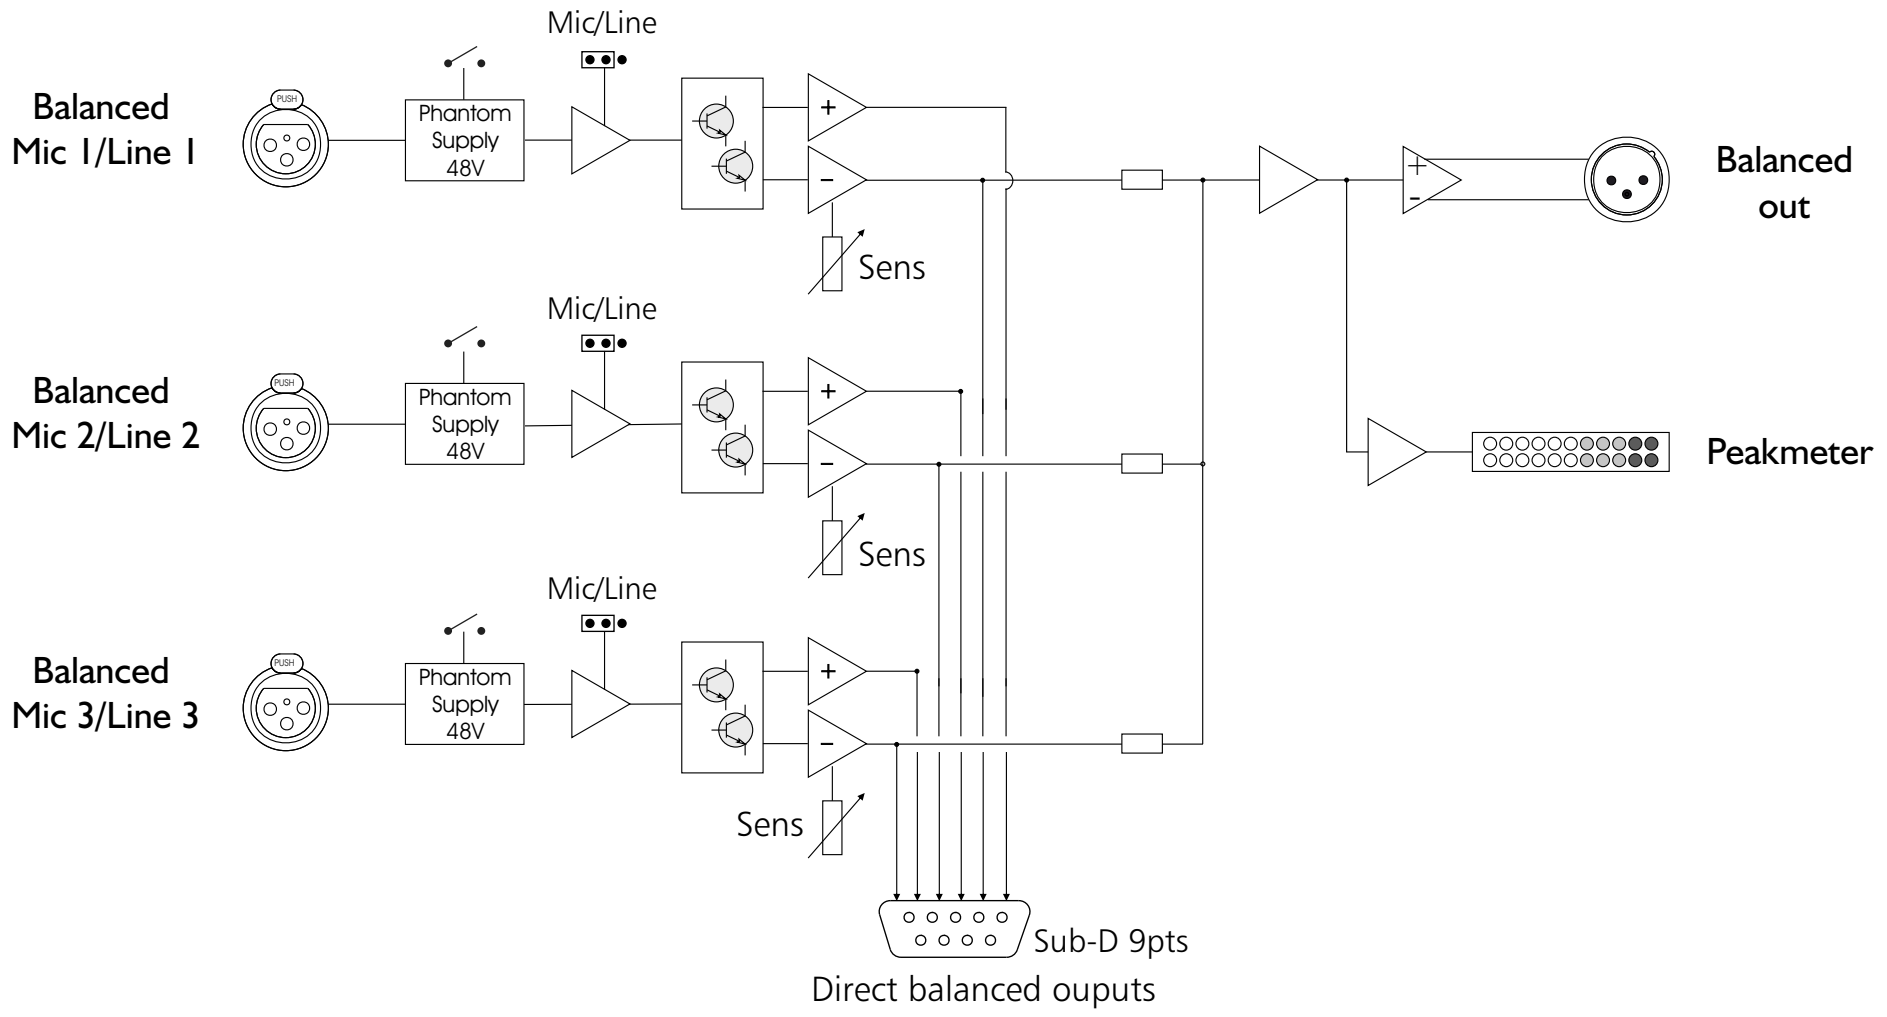 Mic/Line
PUSH
Balanced
Mic 1/Line 1
Phantom
Supply
48V
+
−
Sens
+
−
Balanced
out
Mic/Line
PUSH
Balanced
Mic 2/Line 2
Phantom
Supply
48V
+
−
Sens
Peakmeter
Mic/Line
PUSH
Balanced
Mic 3/Line 3
Phantom
Supply
48V
+
−
Sens
Sub-D 9pts
Direct balanced ouputs